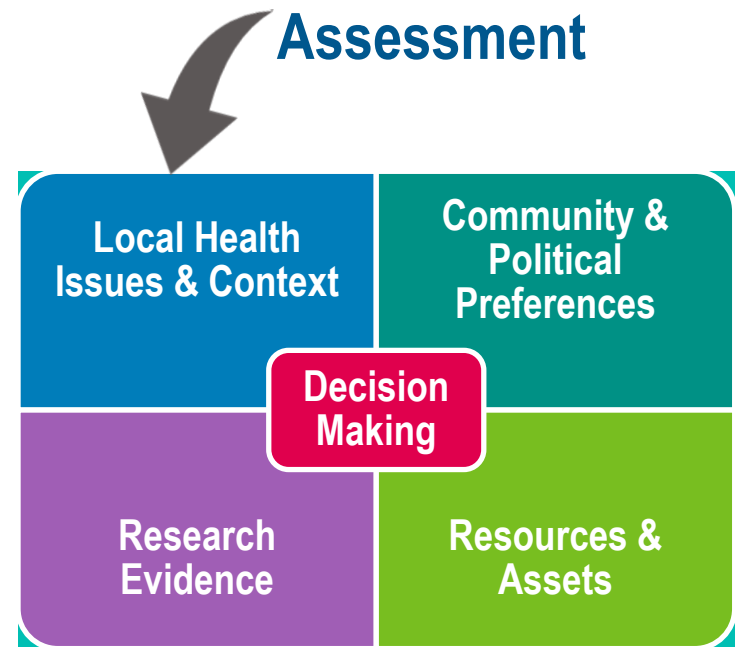 Assessment
Local Health
Issues & Context
Community &
Political
Preferences
Decision
Making
Research
Evidence
Resources &
Assets